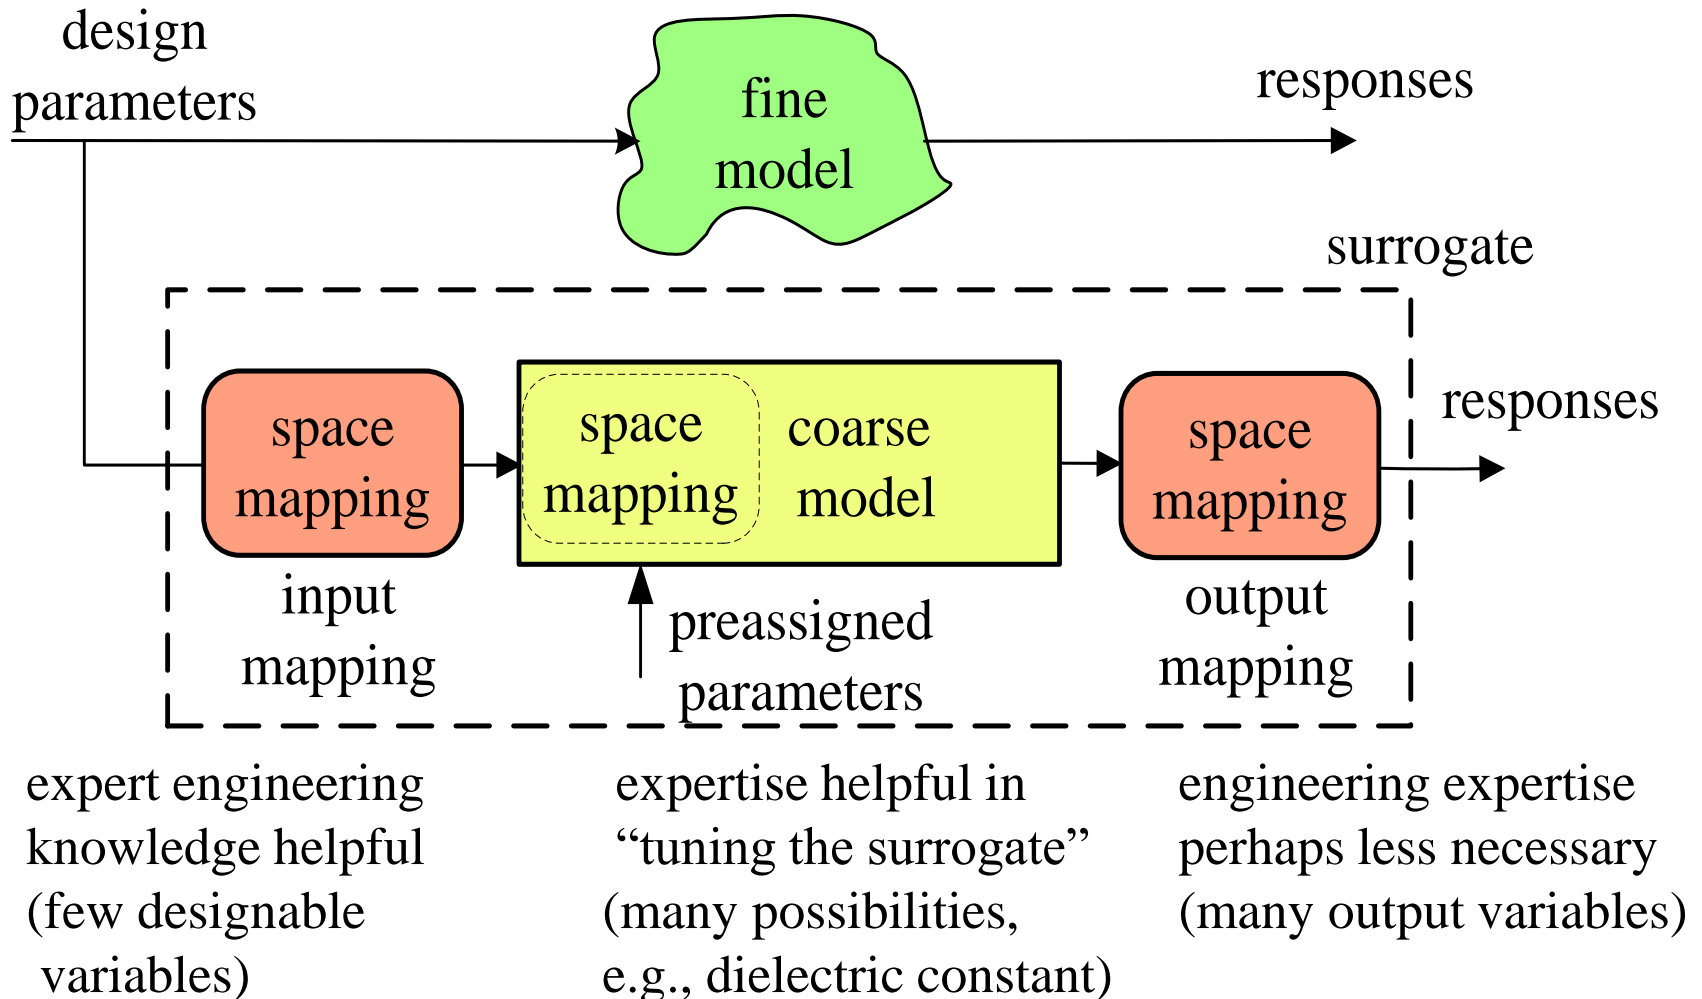 design
parameters
fine
model
responses
surrogate
space
mapping
space
mapping
coarse
model
space
mapping
responses
input
mapping
preassigned
parameters
output
mapping
expert engineering
knowledge helpful
(few designable
variables)
expertise helpful in
“tuning the surrogate”
(many possibilities,
e.g., dielectric constant)
engineering expertise
perhaps less necessary
(many output variables)